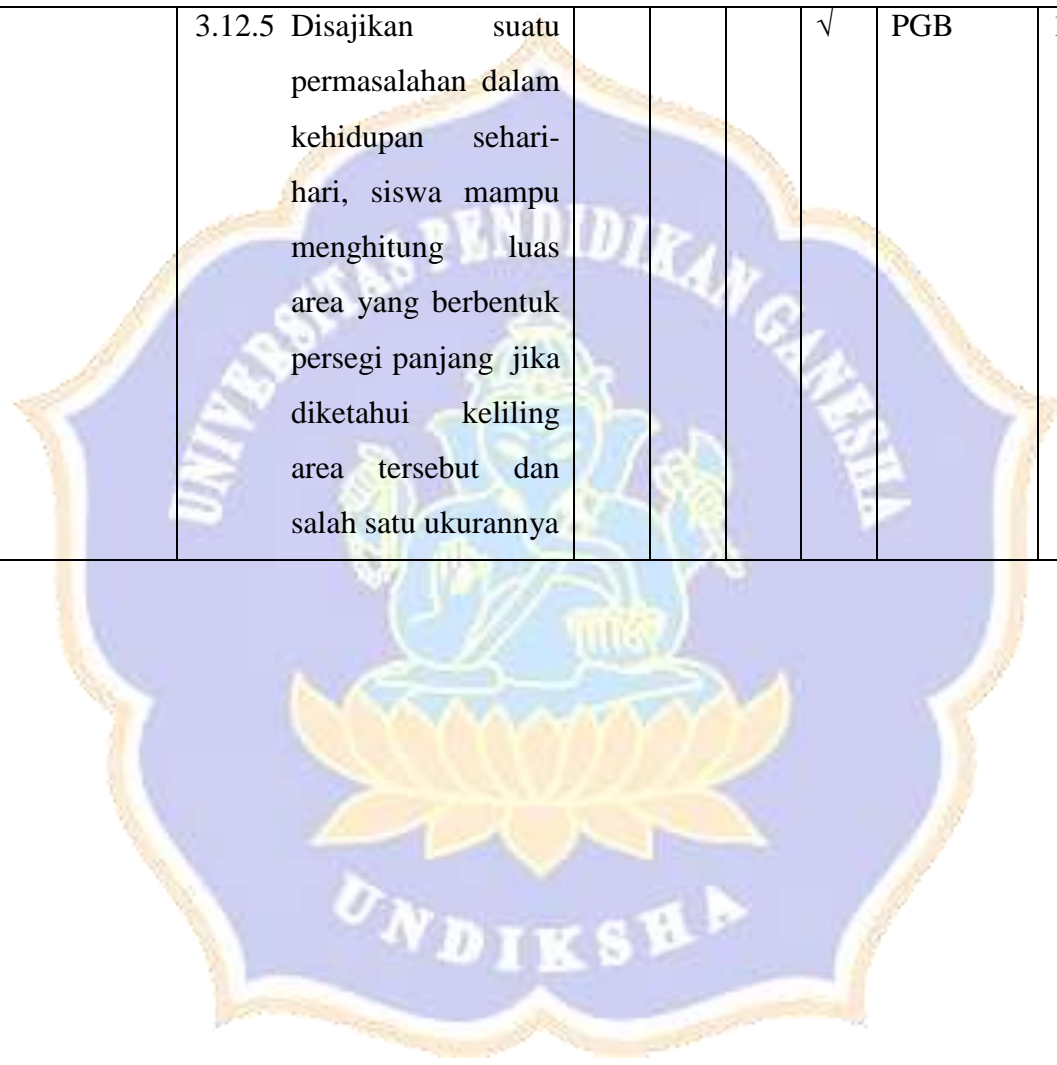 3.12.5 Disajikan suatu √ PGB
permasalahan dalam
kehidupan sehari-
hari, siswa mampu
menghitung luas
area yang berbentuk
persegi panjang jika
diketahui keliling
area tersebut dan
salah satu ukurannya
UNIVERSITAS PENDIDIKAN GANESHA
UNDIKSHA